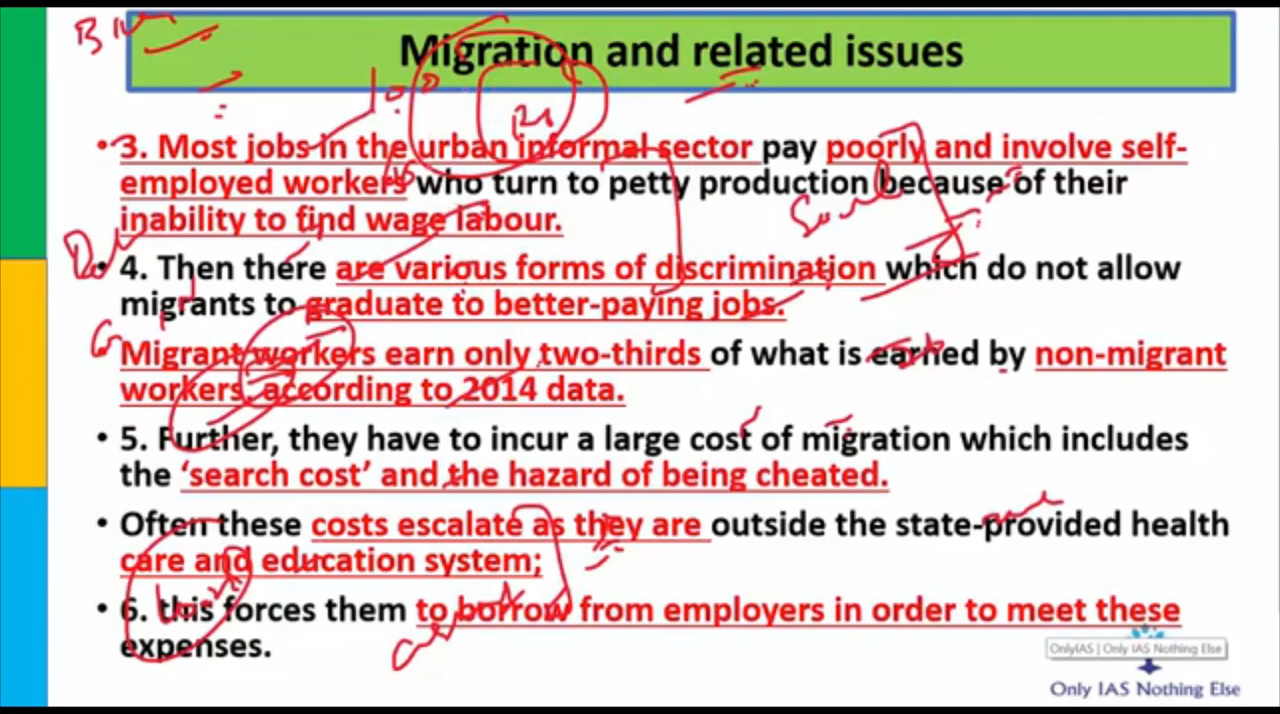 Migration and related issues
• 3. Most jobs in the urban informal sector pay poorly and involve self-
employed workers who turn to petty production because of their
inability to find wage labour.
• 4. Then there are various forms of discrimination which do not allow
migrants to graduate to better-paying jobs.
Migrant workers earn only two-thirds of what is earned by non-migrant
workers, according to 2014 data.
• 5. Further, they have to incur a large cost of migration which includes
the ‘search cost’ and the hazard of being cheated.
• Often these costs escalate as they are outside the state-provided health
care and education system;
• 6. this forces them to borrow from employers in order to meet these
expenses.
OnlyIAS | Only IAS Nothing Else
Only IAS Nothing Else